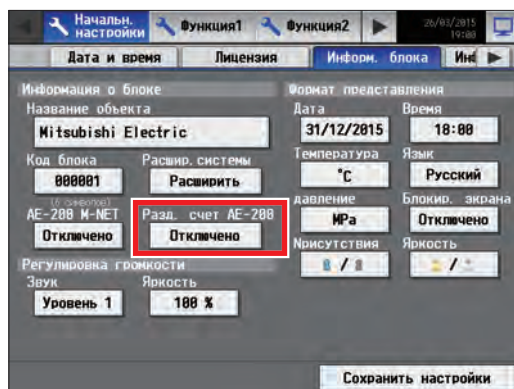 Начальн. настройки
Функция1
Функция2
26/03/2015
19:00
Дата и время
Лицензия
Информ. блока
Инф
Информация о блоке
Название объекта
Mitsubishi Electric
Код блока
000001
(6 символов)
Расшир. системы
Расширить
AE-200 M-NET
Отключено
Разд. счет AE-200
Отключено
Регулировка громкости
Звук
Уровень 1
Яркость
100 %
Формат представления
Дата
31/12/2015
Время
18:00
Температура
°C
Язык
Русский
давление
MPa
Блокир. экрана
Отключено
Nрисутствия
/
Яркость
/
Сохранить настройки